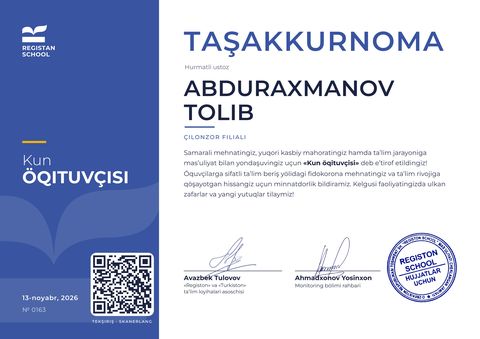 REGISTAN
SCHOOL
Kun
ÖQITUVÇISI
13-noyabr, 2026
№ 0163
TEKŞIRIŞ - SKANERLANG
TAŞAKKURNOMA
Hurmatli ustoz
ABDURAXMANOV
TOLIB
ÇILONZOR FILIALI
Samarali mehnatingiz, yuqori kasbiy mahoratingiz hamda ta'lim jarayoniga
mas'uliyat bilan yondaşuvingiz uçun «Kun öqituvçisi» deb e'tirof etildingiz!
Öquvçilarga sifatli ta'lim beriş yölidagi fidokorona mehnatingiz va ta'lim rivojiga
qöşayotgan hissangiz uçun minnatdorlik bildiramiz. Kelgusi faoliyatingizda ulkan
zafarlar va yangi yutuqlar tilaymiz!
Avazbek Tulovov
«Registon» va «Turkiston»
ta'lim loyihalari asoschisi
Ahmadxonov Yosinxon
Monitoring bölimi rahbari
REGISTON
SCHOOL
HUJJATLAR
UCHUN